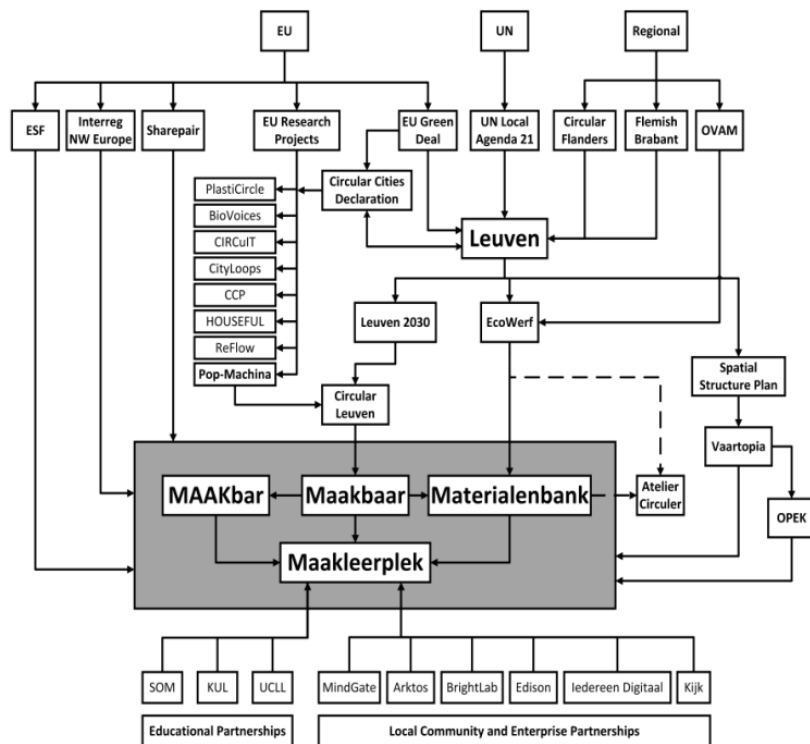 EU
UN
Regional
ESF
Interreg
NW Europe
Sharepair
EU Research
Projects
EU Green
Deal
UN Local
Agenda 21
Circular
Flanders
Flemish
Brabant
OVAM
Circular Cities
Declaration
PlastiCircle
BioVoices
CIRCuIT
CityLoops
CCP
HOUSEFUL
ReFlow
Pop-Machina
Leuven
Leuven 2030
EcoWerf
Circular
Leuven
Spatial
Structure Plan
Vaartopia
MAAKbar
Maakbaar
Materialenbank
Atelier
Circuler
OPEK
Maakleerplek
SOM
KUL
UCLL
MindGate
Arktos
BrightLab
Edison
Iedereen Digitaal
Kijk
Educational Partnerships
Local Community and Enterprise Partnerships